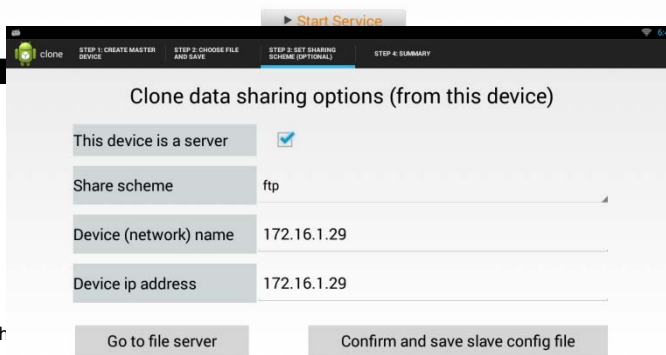 Start Service
clone
STEP 1: CREATE MASTER DEVICE
STEP 2: CHOOSE FILE AND SAVE
STEP 3: SET SHARING SCHEME (OPTIONAL)
STEP 4: SUMMARY
Clone data sharing options (from this device)
This device is a server
Share scheme
ftp
Device (network) name
172.16.1.29
Device ip address
172.16.1.29
Go to file server
Confirm and save slave config file